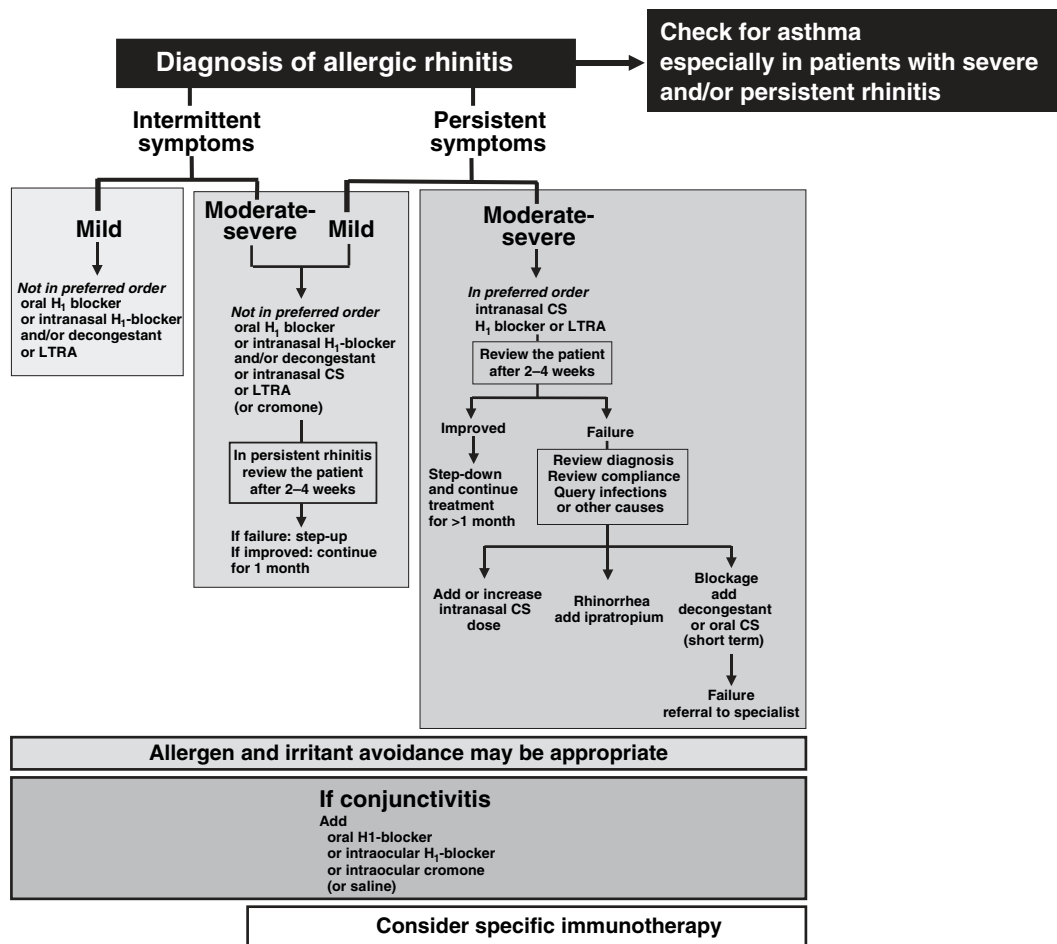 Diagnosis of allergic rhinitis
Check for asthma
especially in patients with severe
and/or persistent rhinitis
Intermittent
symptoms
Persistent
symptoms
Mild
Not in preferred order
oral H₁ blocker
or intranasal H₁-blocker
and/or decongestant
or LTRA
Moderate-
severe
Mild
Not in preferred order
oral H₁ blocker
or intranasal H₁-blocker
and/or decongestant
or intranasal CS
or LTRA
(or cromone)
In persistent rhinitis
review the patient
after 2–4 weeks
If failure: step-up
If improved: continue
for 1 month
Moderate-
severe
In preferred order
intranasal CS
H₁ blocker or LTRA
Review the patient
after 2–4 weeks
Improved
Step-down
and continue
treatment
for >1 month
Failure
Review diagnosis
Review compliance
Query infections
or other causes
Add or increase
intranasal CS
dose
Rhinorrhea
add ipratropium
Blockage
add
decongestant
or oral CS
(short term)
Failure
referral to specialist
Allergen and irritant avoidance may be appropriate
If conjunctivitis
Add
oral H1-blocker
or intraocular H₁-blocker
or intraocular cromone
(or saline)
Consider specific immunotherapy